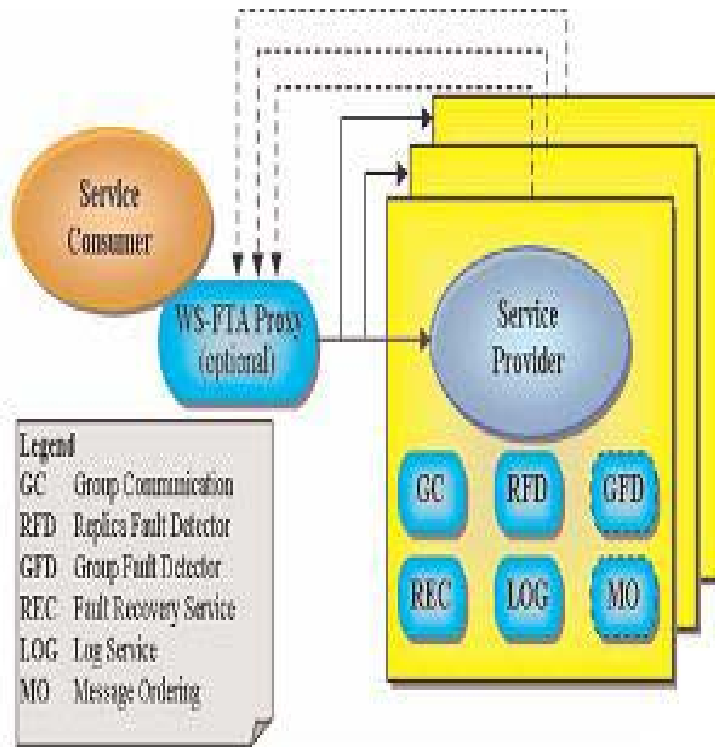 Service
Consumer
WS-FTA Proxy
(optional)
Service
Provider
GC RFD GFD
REC LOG MO
Legend
GC Group Communication
RFD Replica Fault Detector
GFD Group Fault Detector
REC Fault Recovery Service
LOG Log Service
MO Message Ordering